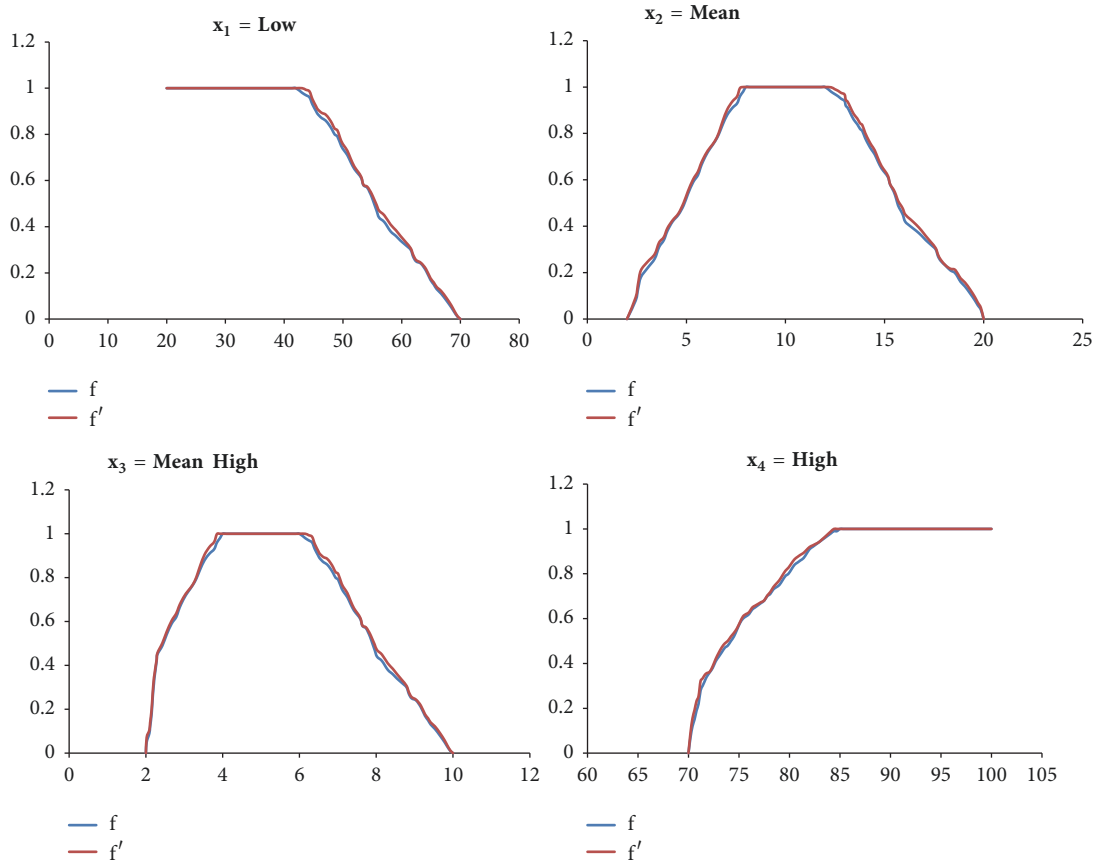 x₁ = Low
1.2
1
0.8
0.6
0.4
0.2
0
0 10 20 30 40 50 60 70 80
f
f′
x₂ = Mean
1.2
1
0.8
0.6
0.4
0.2
0
0 5 10 15 20 25
f
f′
x₃ = Mean High
1.2
1
0.8
0.6
0.4
0.2
0
0 2 4 6 8 10 12
f
f′
x₄ = High
1.2
1
0.8
0.6
0.4
0.2
0
60 65 70 75 80 85 90 95 100 105
f
f′